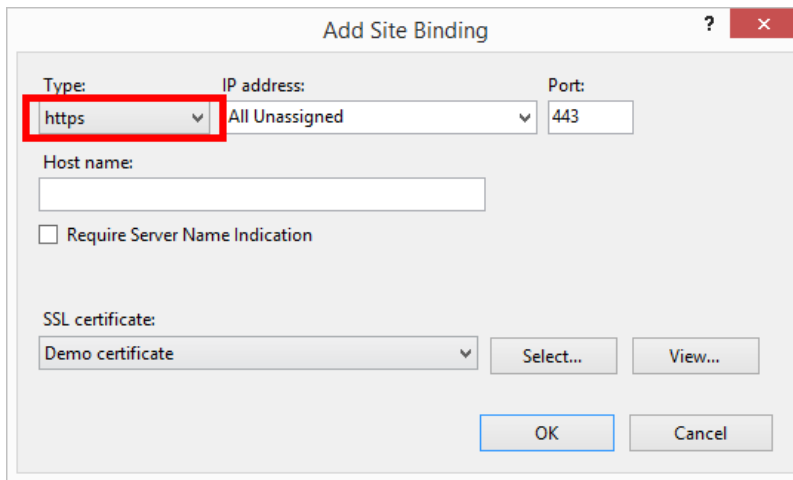 Add Site Binding
?
Type:
IP address:
Port:
https
All Unassigned
443
Host name:
Require Server Name Indication
SSL certificate:
Demo certificate
Select...
View...
OK
Cancel